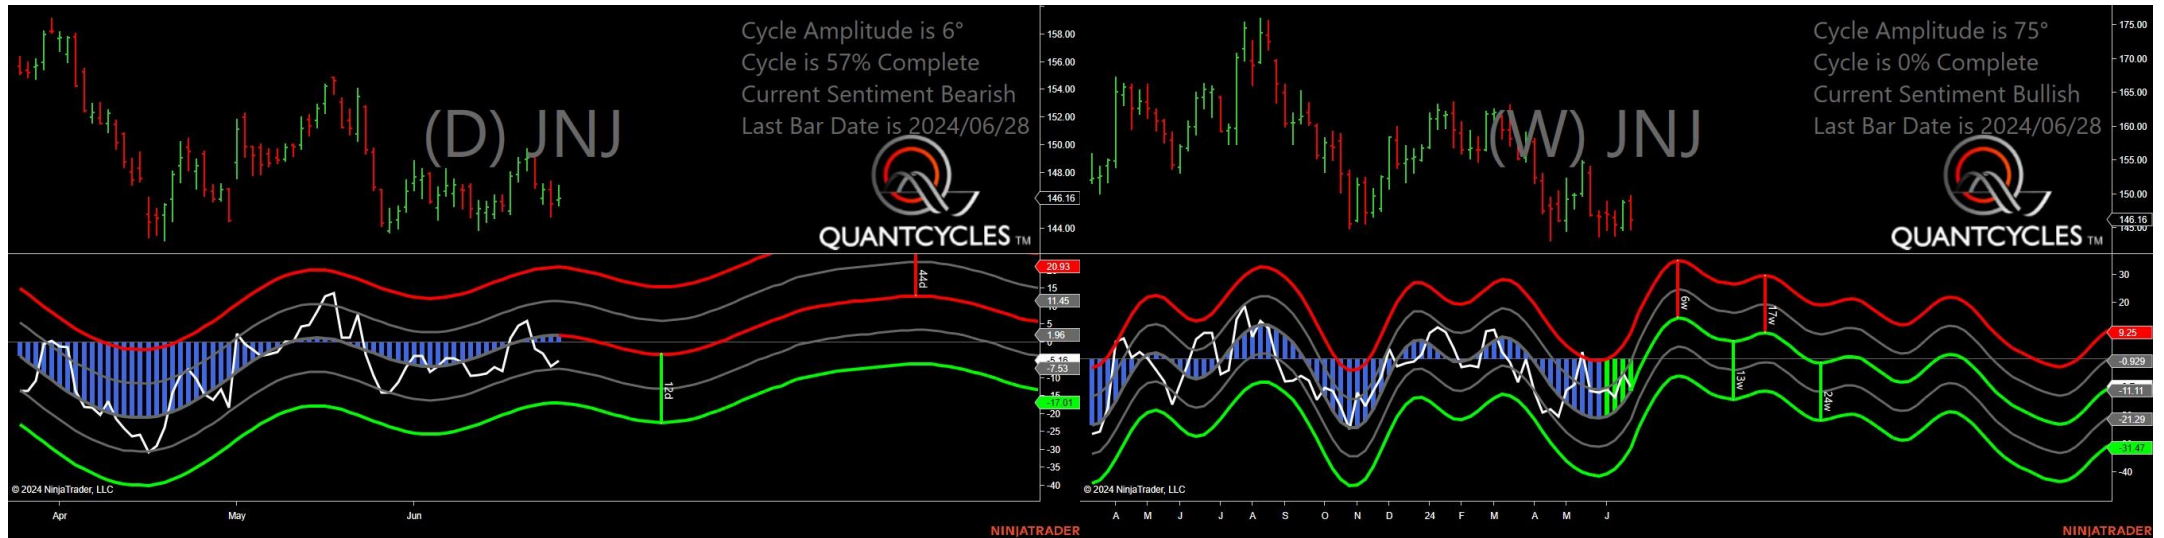 Cycle Amplitude is 6°
Cycle is 57% Complete
Current Sentiment Bearish
Last Bar Date is 2024/06/28
(D) JNJ
QUANTCYCLES TM
158.00
156.00
154.00
152.00
150.00
148.00
146.16
144.00
20.93
15
11.45
5
1.96
0
-5.16
-7.53
-10
-17.01
-20
-25
-30
-35
-40
44d
12d
© 2024 NinjaTrader, LLC
Apr
May
Jun
NINJATRADER
Cycle Amplitude is 75°
Cycle is 0% Complete
Current Sentiment Bullish
Last Bar Date is 2024/06/28
(W) JNJ
QUANTCYCLES TM
175.00
170.00
165.00
160.00
155.00
150.00
146.16
145.00
30
20
9.25
-0.929
-11.11
-21.29
-31.47
-40
6w
17w
13w
24w
© 2024 NinjaTrader, LLC
A M J J A S O N D 24 F M A M J
NINJATRADER